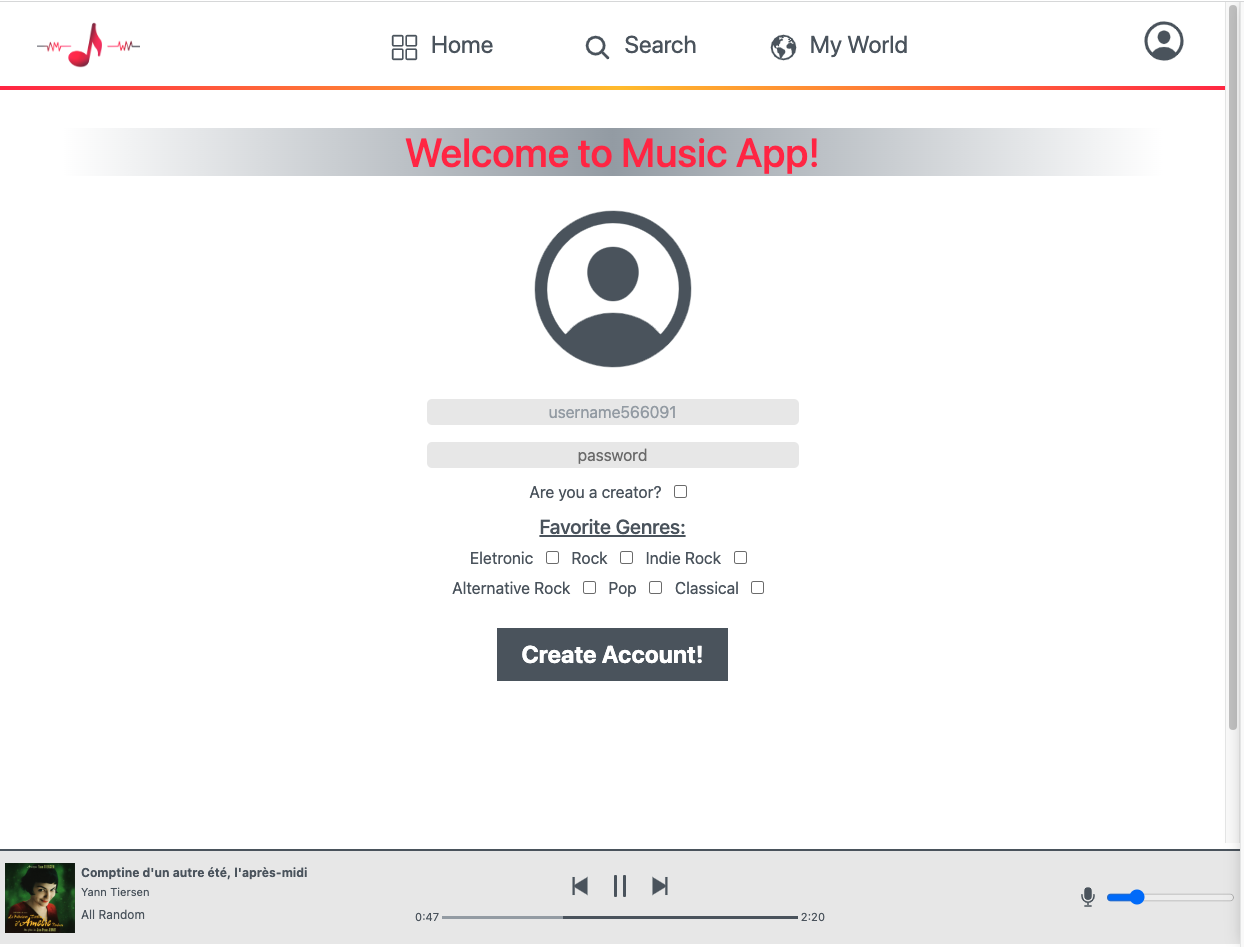 Home Search My World
Welcome to Music App!
username566091
password
Are you a creator?
Favorite Genres:
Eletronic Rock Indie Rock
Alternative Rock Pop Classical
Create Account!
Comptine d'un autre été, l'après-midi
Yann Tiersen
All Random
0:47 2:20